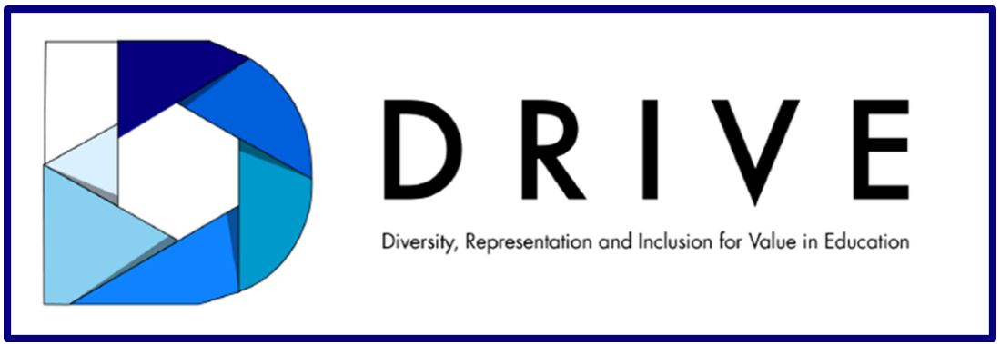 DRIVE
Diversity, Representation and Inclusion for Value in Education